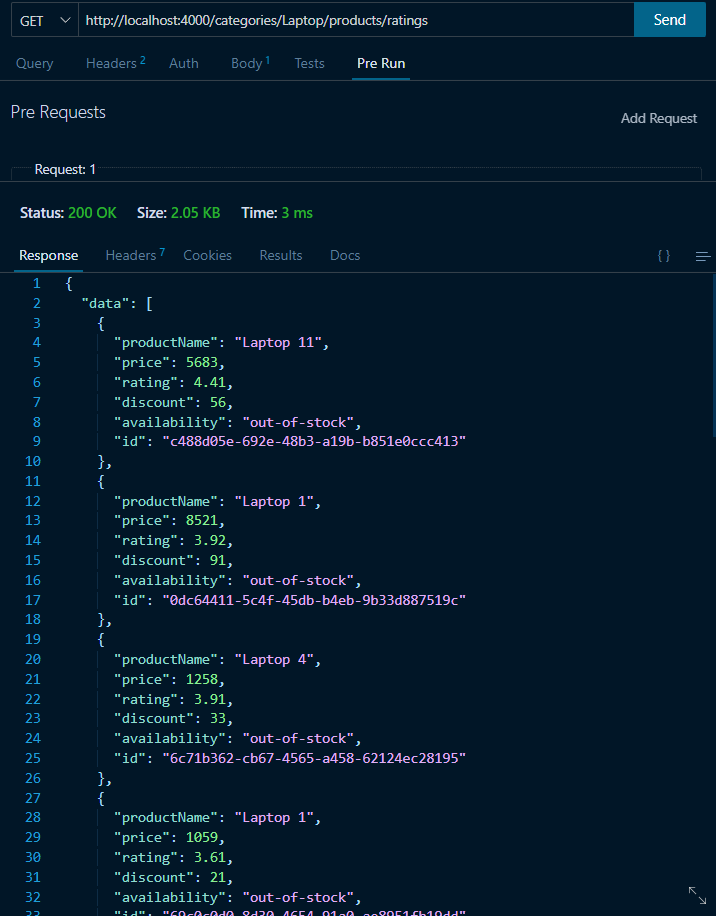 GET http://localhost:4000/categories/Laptop/products/ratings Send
Query Headers 2 Auth Body 1 Tests Pre Run
Pre Requests
Add Request
Request: 1
Status: 200 OK Size: 2.05 KB Time: 3 ms
Response Headers 7 Cookies Results Docs { }
1 {
2 "data": [
3 {
4 "productName": "Laptop 11",
5 "price": 5683,
6 "rating": 4.41,
7 "discount": 56,
8 "availability": "out-of-stock",
9 "id": "c488d05e-692e-48b3-a19b-b851e0ccc413"
10 },
11 {
12 "productName": "Laptop 1",
13 "price": 8521,
14 "rating": 3.92,
15 "discount": 91,
16 "availability": "out-of-stock",
17 "id": "0dc64411-5c4f-45db-b4eb-9b33d887519c"
18 },
19 {
20 "productName": "Laptop 4",
21 "price": 1258,
22 "rating": 3.91,
23 "discount": 33,
24 "availability": "out-of-stock",
25 "id": "6c71b362-cb67-4565-a458-62124ec28195"
26 },
27 {
28 "productName": "Laptop 1",
29 "price": 1059,
30 "rating": 3.61,
31 "discount": 21,
32 "availability": "out-of-stock",
33 "id":